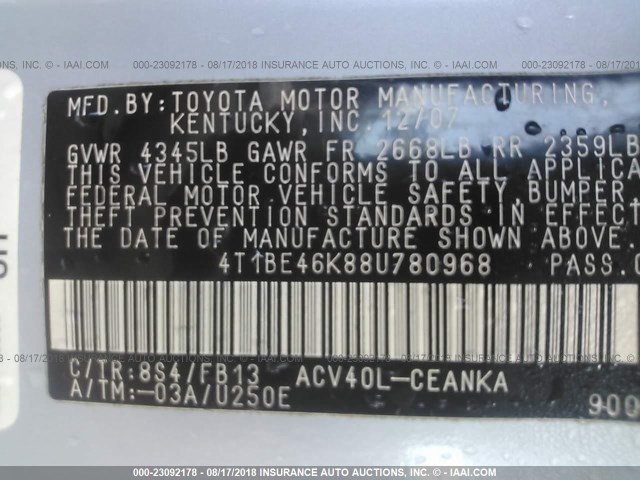 000-23092178 - 08/17/2018 INSURANCE AUTO AUCTIONS, INC. - © IAAI.COM
MFD.BY:TOYOTA MOTOR MANUFACTURING,
KENTUCKY,INC. 12/07
GVWR 4345LB GAWR FR 2668LB RR 2359LB
THIS VEHICLE CONFORMS TO ALL APPLICA
FEDERAL MOTOR VEHICLE SAFETY,BUMPER,
THEFT PREVENTION STANDARDS IN EFFECT
THE DATE OF MANUFACTURE SHOWN ABOVE.
4T1BE46K88U780968 PASS.C
C/TR:8S4/FB13 ACV40L-CEANKA
A/TM:-03A/U250E
900
000-23092178 - 08/17/2018 INSURANCE AUTO AUCTIONS, INC. - © IAAI.COM